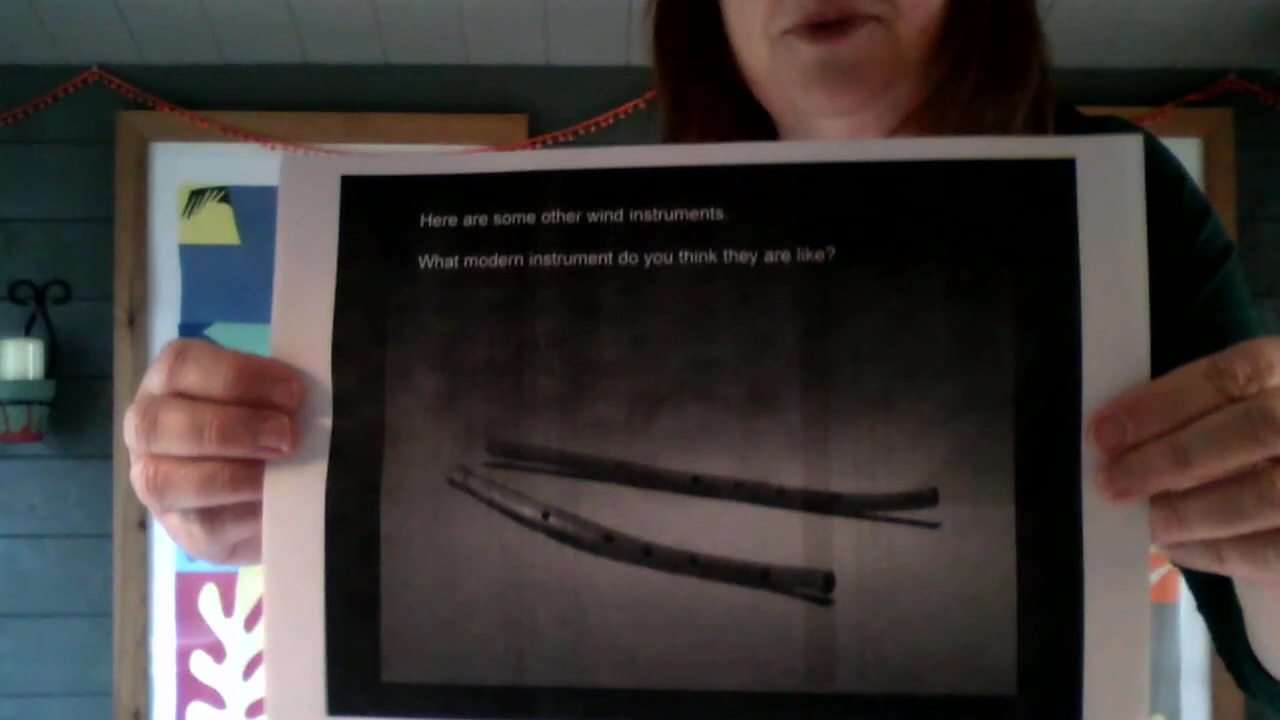 Here are some other wind instruments.
What modern instrument do you think they are like?